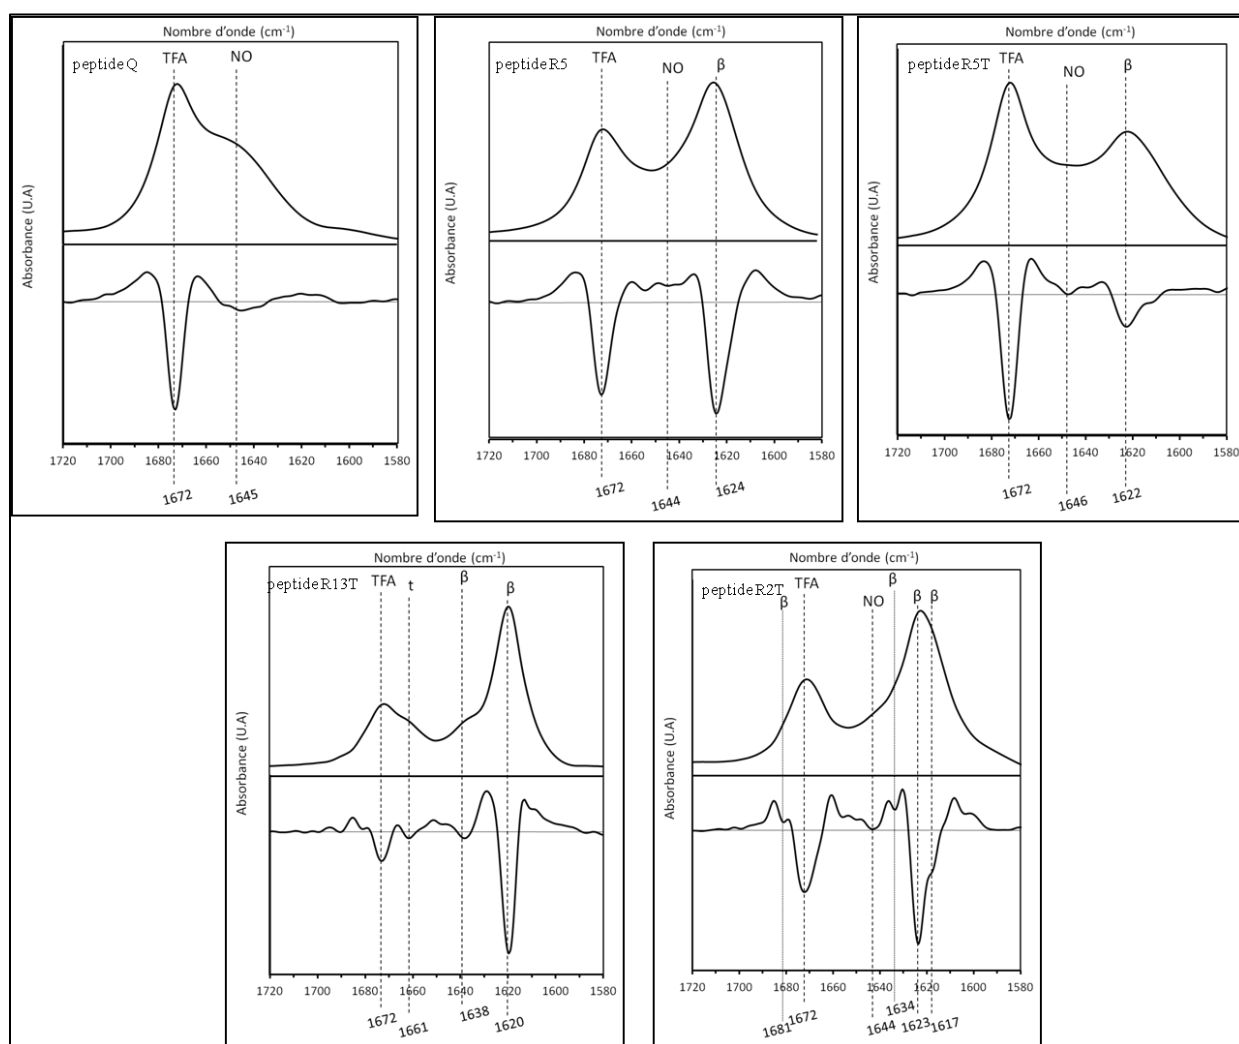 Nombre d'onde (cm⁻¹)
peptide Q
TFA
NO
Absorbance (U.A)
1720 1700 1680 1660 1640 1620 1600 1580
1672
1645
Nombre d'onde (cm⁻¹)
peptide R5
TFA
NO
β
Absorbance (U.A)
1720 1700 1680 1660 1640 1620 1600 1580
1672
1644
1624
Nombre d'onde (cm⁻¹)
peptide R5T
TFA
NO
β
Absorbance (U.A)
1720 1700 1680 1660 1640 1620 1600 1580
1672
1646
1622
Nombre d'onde (cm⁻¹)
peptide R13T
TFA
t
β
β
Absorbance (U.A)
1720 1700 1680 1660 1640 1620 1600 1580
1672
1661
1638
1620
Nombre d'onde (cm⁻¹)
peptide R2T
β
TFA
NO
β
β
β
Absorbance (U.A)
1720 1700 1680 1660 1640 1620 1600 1580
1681
1672
1644
1634
1623
1617